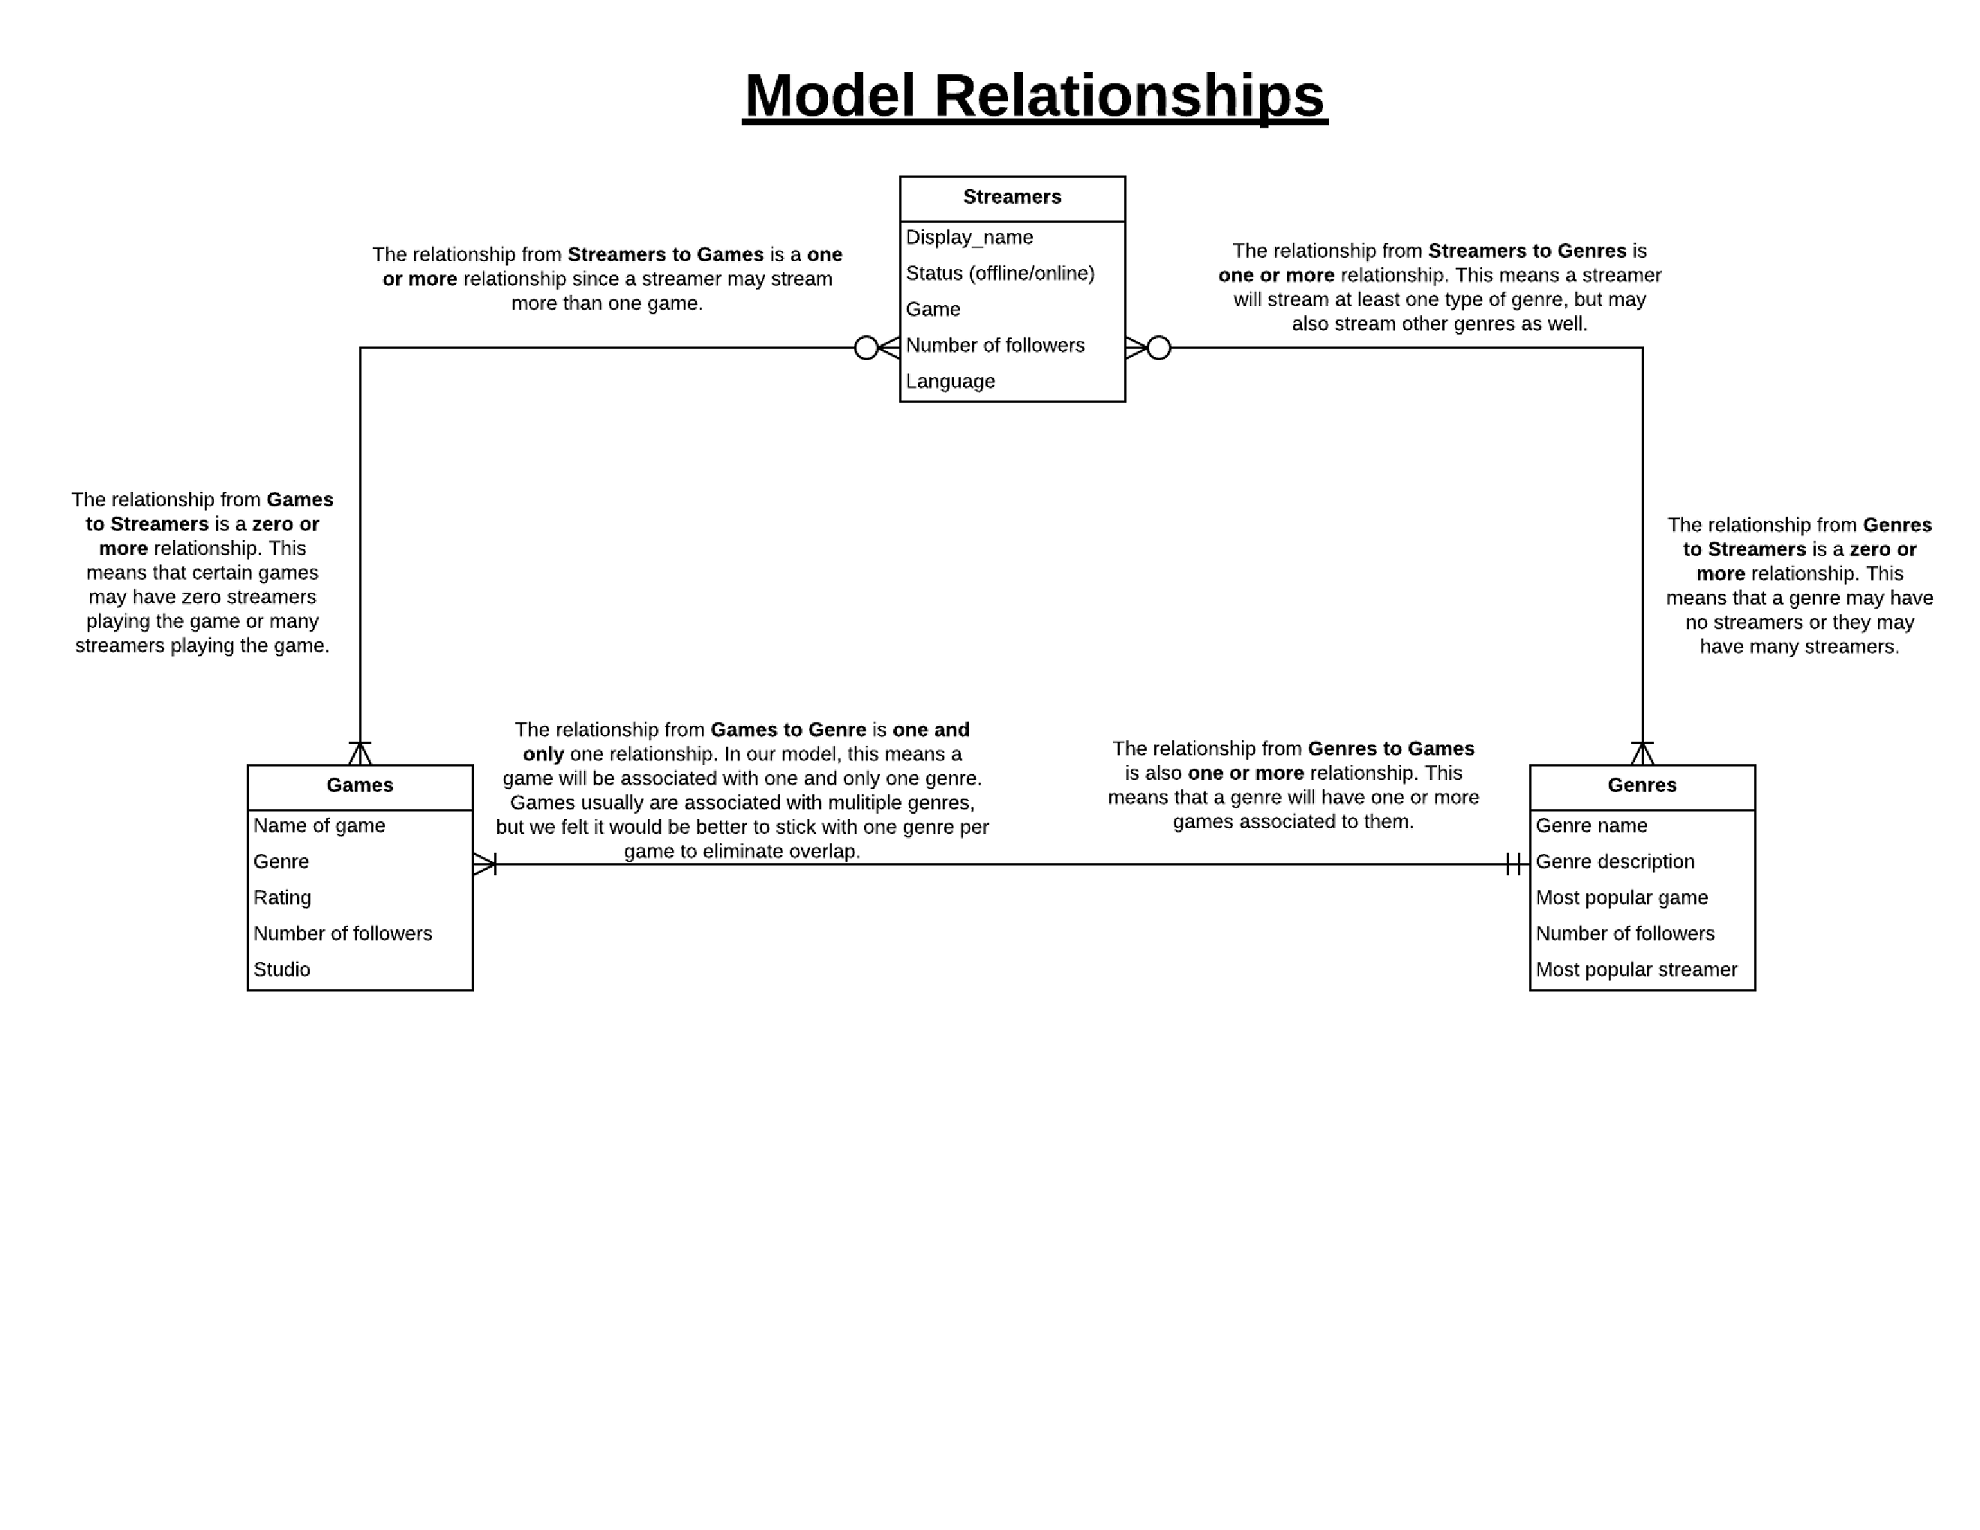 Model Relationships
Streamers
Display_name
Status (offline/online)
Game
Number of followers
Language
The relationship from Streamers to Games is a one
or more relationship since a streamer may stream
more than one game.
The relationship from Streamers to Genres is
one or more relationship. This means a streamer
will stream at least one type of genre, but may
also stream other genres as well.
The relationship from Games
to Streamers is a zero or
more relationship. This
means that certain games
may have zero streamers
playing the game or many
streamers playing the game.
The relationship from Genres
to Streamers is a zero or
more relationship. This
means that a genre may have
no streamers or they may
have many streamers.
The relationship from Games to Genre is one and
only one relationship. In our model, this means a
game will be associated with one and only one genre.
Games usually are associated with mulitiple genres,
but we felt it would be better to stick with one genre per
game to eliminate overlap.
The relationship from Genres to Games
is also one or more relationship. This
means that a genre will have one or more
games associated to them.
Games
Name of game
Genre
Rating
Number of followers
Studio
Genres
Genre name
Genre description
Most popular game
Number of followers
Most popular streamer